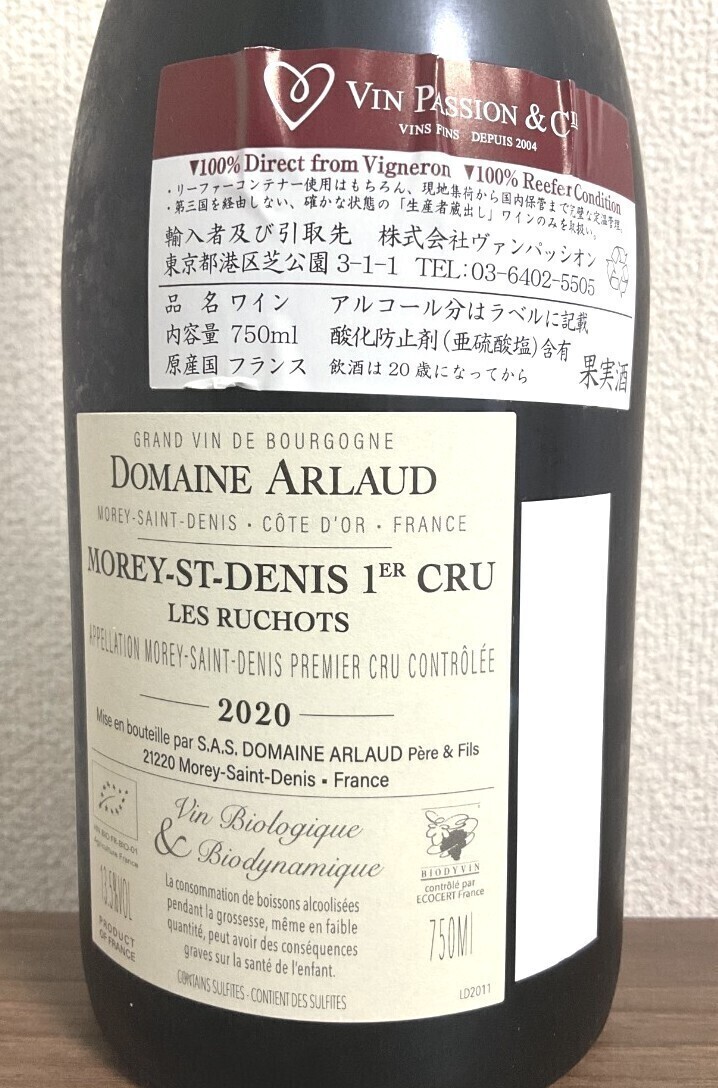 VIN PASSION & CIE
VINS FINS DEPUIS 2004
▼100% Direct from Vigneron ▼100% Reefer Condition
・リーファーコンテナー使用はもちろん、現地集荷から国内保管まで完璧な定温管理。
・第三国を経由しない、確かな状態の「生産者蔵出し」ワインのみを取扱い。
輸入者及び引取先 株式会社ヴァンパッシオン
東京都港区芝公園 3-1-1 TEL:03-6402-5505
品 名 ワイン アルコール分はラベルに記載
内容量 750ml 酸化防止剤(亜硫酸塩)含有
原産国 フランス 飲酒は20歳になってから 果実酒
GRAND VIN DE BOURGOGNE
DOMAINE ARLAUD
MOREY-SAINT-DENIS · CÔTE D'OR · FRANCE
MOREY-ST-DENIS 1ER CRU
LES RUCHOTS
APPELLATION MOREY-SAINT-DENIS PREMIER CRU CONTRÔLÉE
2020
Mise en bouteille par S.A.S. DOMAINE ARLAUD Père & Fils
21220 Morey-Saint-Denis ▪ France
Vin Biologique
& Biodynamique
FR-BIO-01
Agriculture France
13,5%VOL
PRODUCT
OF FRANCE
La consommation de boissons alcoolisées
pendant la grossesse, même en faible
quantité, peut avoir des conséquences
graves sur la santé de l'enfant.
CONTAINS SULFITES - CONTIENT DES SULFITES
BIODYVIN
contrôlé par
ECOCERT France
750Ml
LD2011